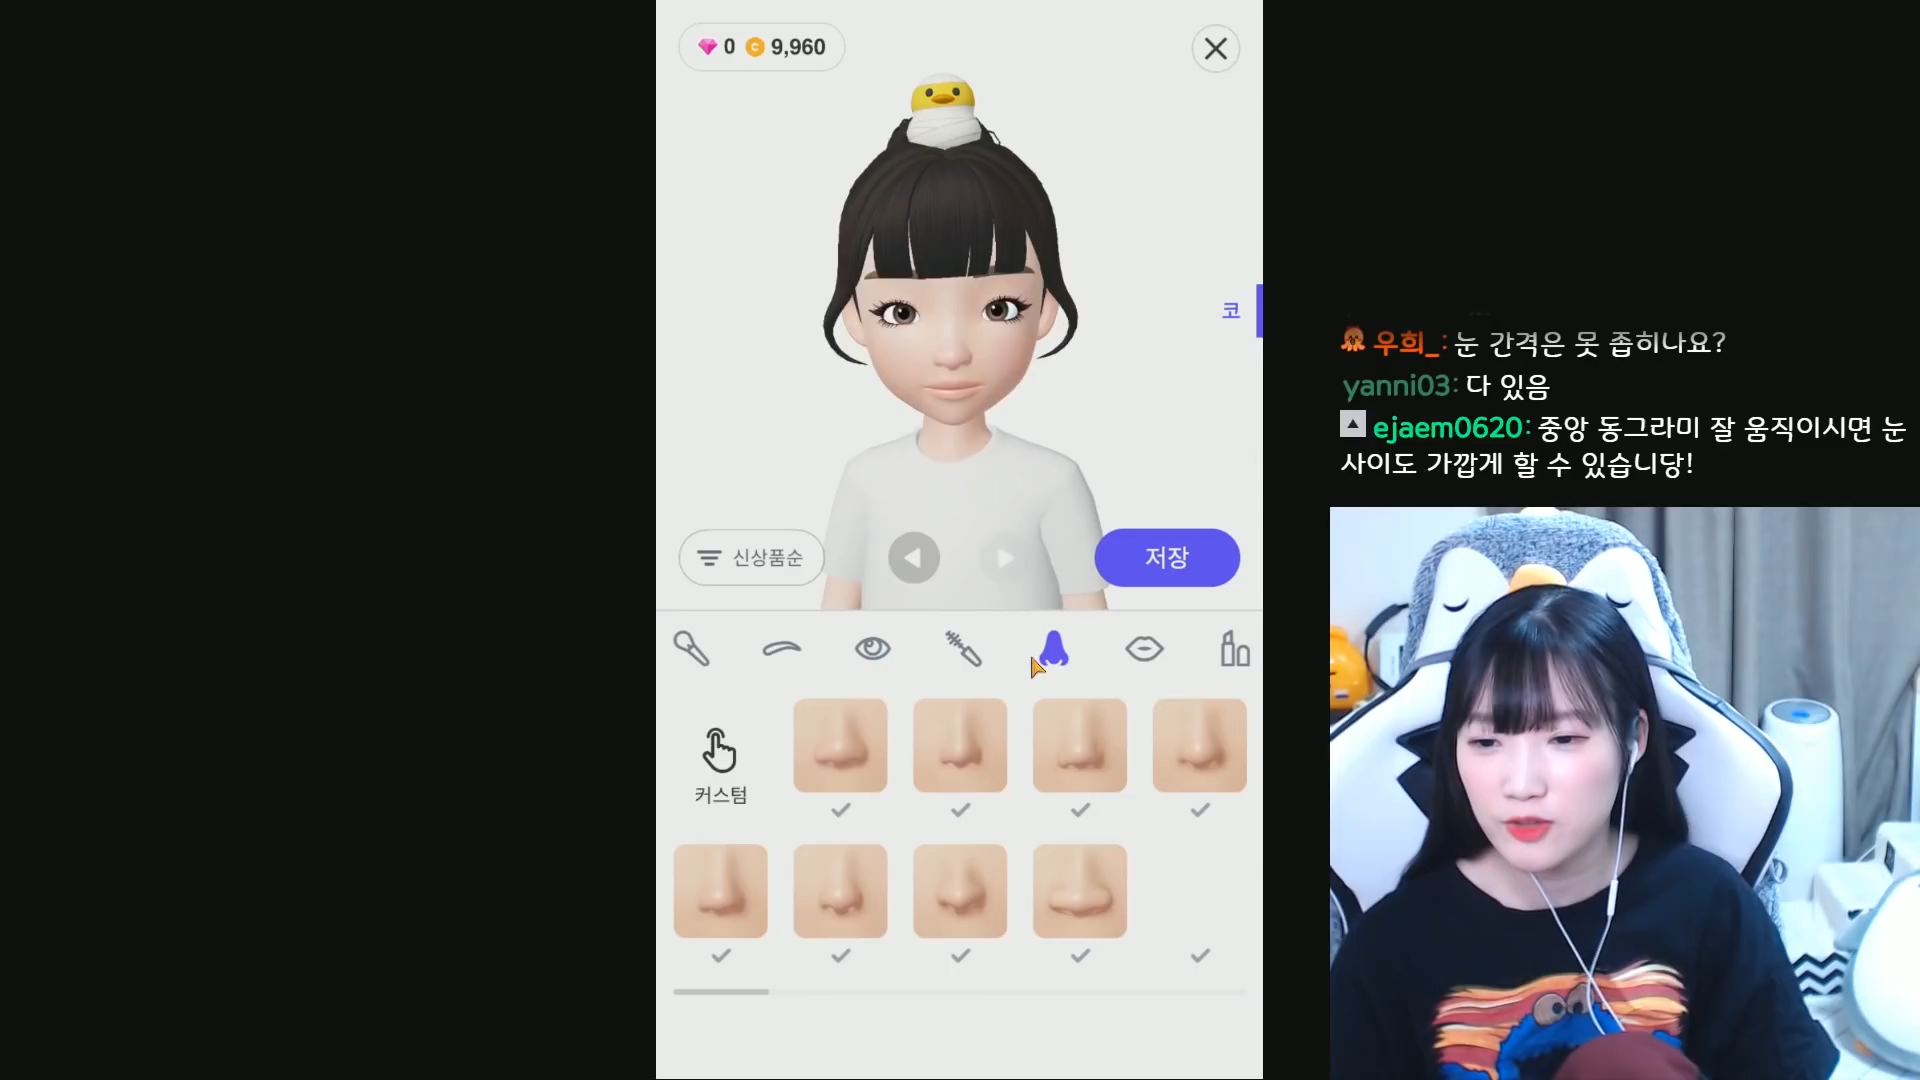 0 9,960
코
신상품순
저장
커스텀
우희_: 눈 간격은 못 좁히나요?
yanni03: 다 있음
ejaem0620: 중앙 동그라미 잘 움직이시면 눈
사이도 가깝게 할 수 있습니당!